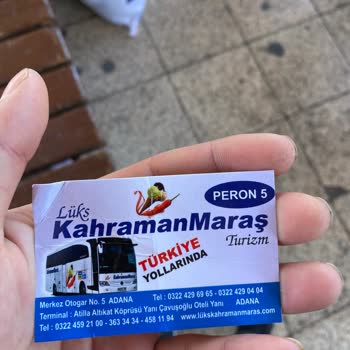 PERON 5
Lüks
KahramanMaraş
Turizm
TÜRKİYE
YOLLARINDA
Merkez Otogar No. 5 ADANA Tel : 0322 429 69 65 - 0322 429 04 04
Terminal : Atilla Altıkat Köprüsü Yanı Çavuşoğlu Oteli Yanı ADANA
Tel : 0322 459 21 00 - 363 34 34 - 458 11 94 www.lükskahramanmaras.com